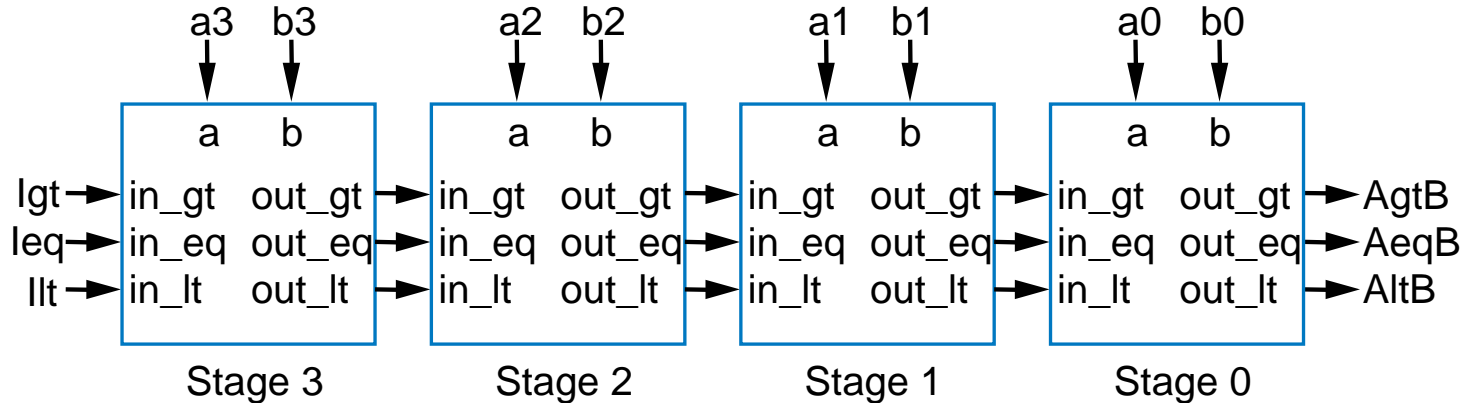 a3 b3 a2 b2 a1 b1 a0 b0
a b a b a b a b
Igt in_gt out_gt in_gt out_gt in_gt out_gt in_gt out_gt AgtB
Ieq in_eq out_eq in_eq out_eq in_eq out_eq in_eq out_eq AeqB
Ilt in_lt out_lt in_lt out_lt in_lt out_lt in_lt out_lt AltB
Stage 3 Stage 2 Stage 1 Stage 0